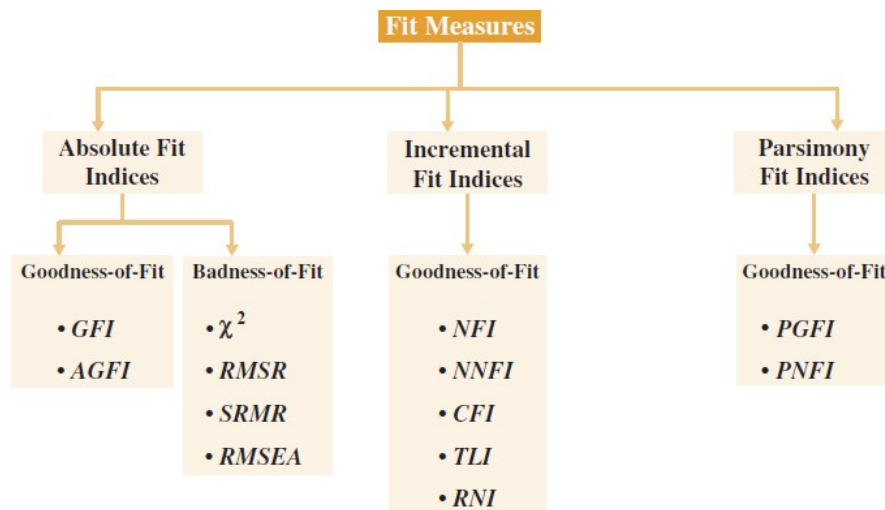 Fit Measures
Absolute Fit
Indices
Incremental
Fit Indices
Parsimony
Fit Indices
Goodness-of-Fit
• GFI
• AGFI
Badness-of-Fit
• χ²
• RMSR
• SRMR
• RMSEA
Goodness-of-Fit
• NFI
• NNFI
• CFI
• TLI
• RNI
Goodness-of-Fit
• PGFI
• PNFI